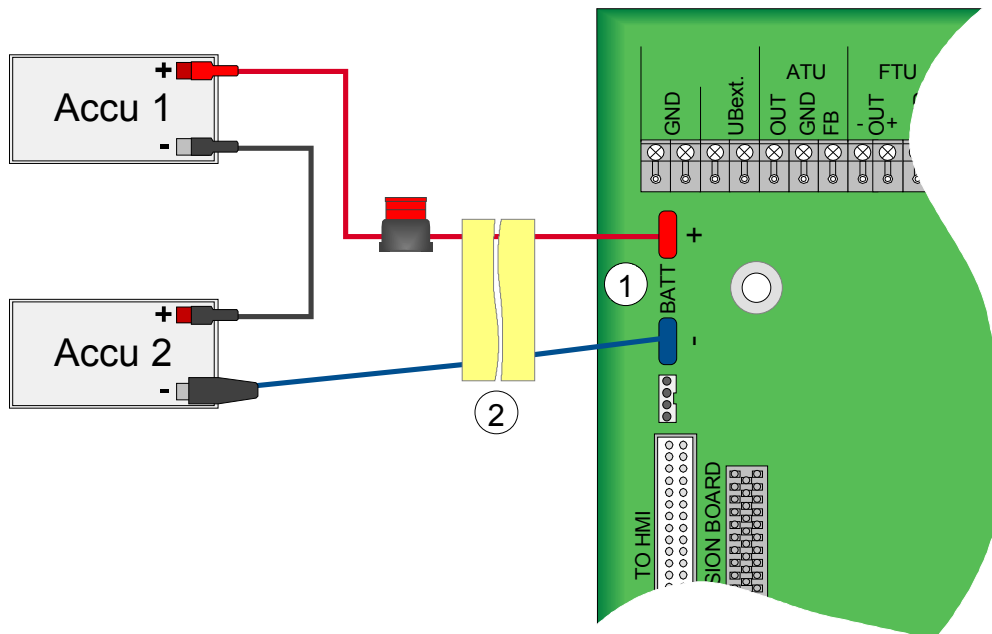 Accu 1
+
-
Accu 2
+
-
2
1
ATU
FTU
GND
UBext.
OUT
GND
FB
- OUT +
+
BATT
-
TO HMI
SION BOARD